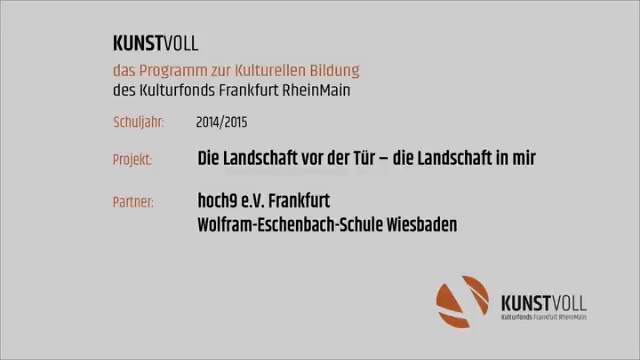 KUNSTVOLL
das Programm zur Kulturellen Bildung
des Kulturfonds Frankfurt RheinMain
Schuljahr: 2014/2015
Projekt: Die Landschaft vor der Tür – die Landschaft in mir
Partner: hoch9 e.V. Frankfurt
Wolfram-Eschenbach-Schule Wiesbaden
KUNSTVOLL
Kulturfonds Frankfurt RheinMain